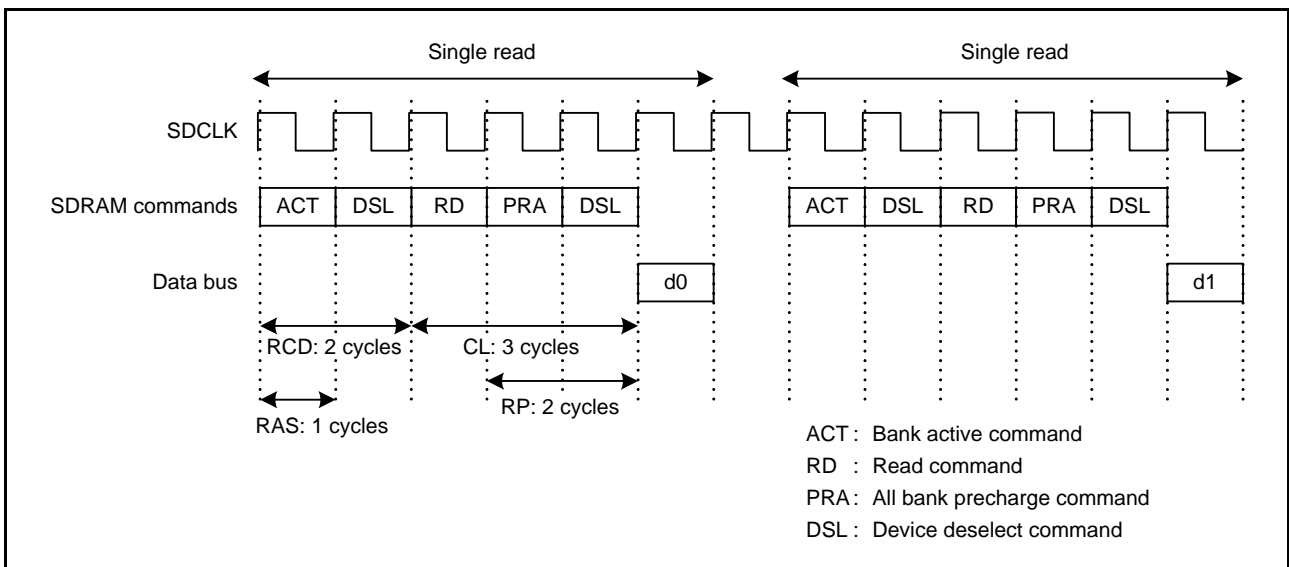 Single read Single read
SDCLK
SDRAM commands ACT DSL RD PRA DSL ACT DSL RD PRA DSL
Data bus d0 d1
RCD: 2 cycles CL: 3 cycles
RP: 2 cycles
RAS: 1 cycles
ACT : Bank active command
RD : Read command
PRA : All bank precharge command
DSL : Device deselect command